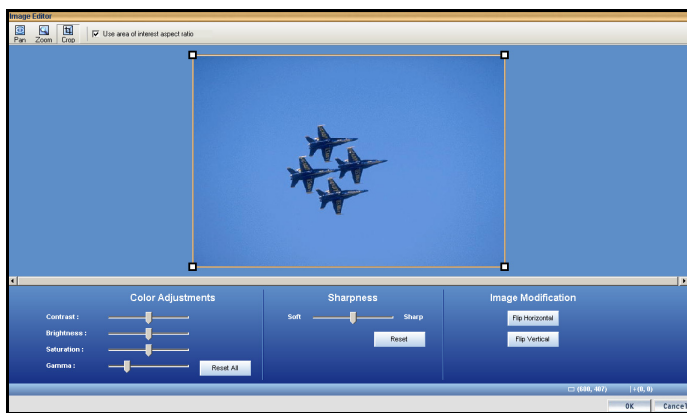 Image Editor
Pan Zoom Crop Use area of interest aspect ratio
Color Adjustments Sharpness Image Modification
Contrast : Soft Sharp Flip Horizontal
Brightness : Reset Flip Vertical
Saturation :
Gamma : Reset All
(600, 407) +(0, 0)
OK Cancel